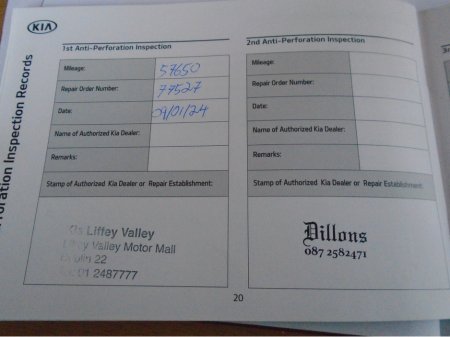 KIA
Perforation Inspection Records
1st Anti-Perforation Inspection
Mileage: 57650
Repair Order Number: 77527
Date: 09/01/24
Name of Authorized Kia Dealer:
Remarks:
Stamp of Authorized Kia Dealer or Repair Establishment:
Liffey Valley
Valley Motor Mall
22
2487777
2nd Anti-Perforation Inspection
Mileage:
Repair Order Number:
Date:
Name of Authorized Kia Dealer:
Remarks:
Stamp of Authorized Kia Dealer or Repair Establishment:
Dillons
087 2582471
20